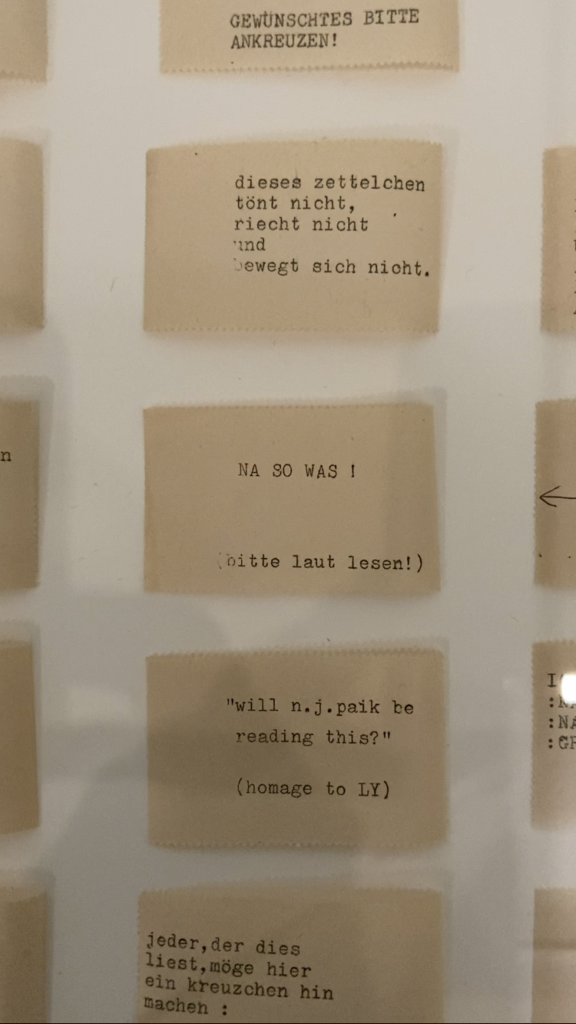 GEWÜNSCHTES BITTE
ANKREUZEN!
dieses zettelchen
tönt nicht,
riecht nicht
und
bewegt sich nicht.
n
NA SO WAS !
(bitte laut lesen!)
"will n.j.paik be
reading this?"
(homage to LY)
:NA
jeder,der dies
liest,möge hier
ein kreuzchen hin
machen :